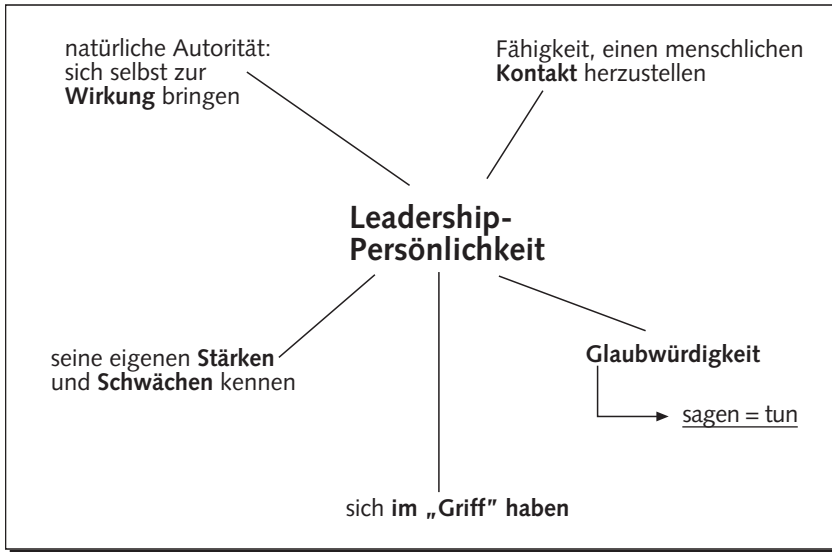 natürliche Autorität:
sich selbst zur
Wirkung bringen
Fähigkeit, einen menschlichen
Kontakt herzustellen
Leadership-
Persönlichkeit
seine eigenen Stärken
und Schwächen kennen
Glaubwürdigkeit
sagen = tun
sich im „Griff” haben